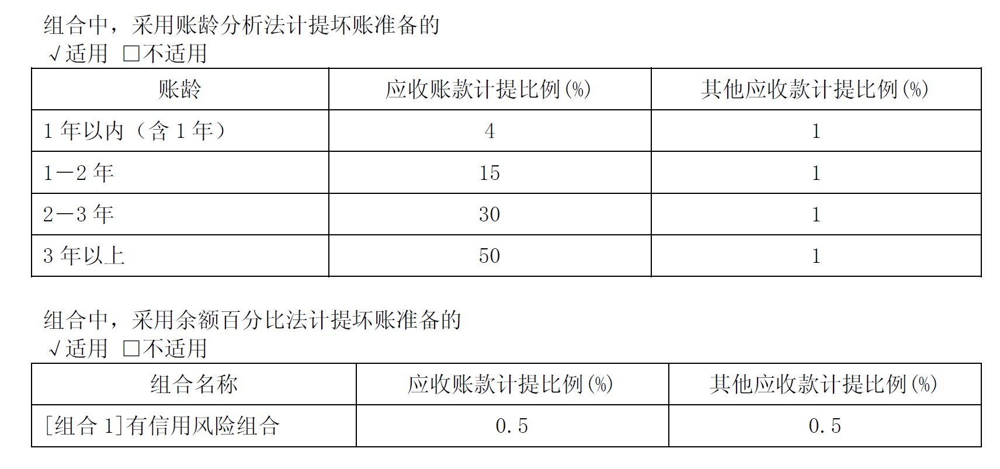 组合中，采用账龄分析法计提坏账准备的
√适用 □不适用
账龄 应收账款计提比例(%) 其他应收款计提比例(%)
1年以内（含1年） 4 1
1－2年 15 1
2－3年 30 1
3年以上 50 1
组合中，采用余额百分比法计提坏账准备的
√适用 □不适用
组合名称 应收账款计提比例(%) 其他应收款计提比例(%)
[组合1]有信用风险组合 0.5 0.5